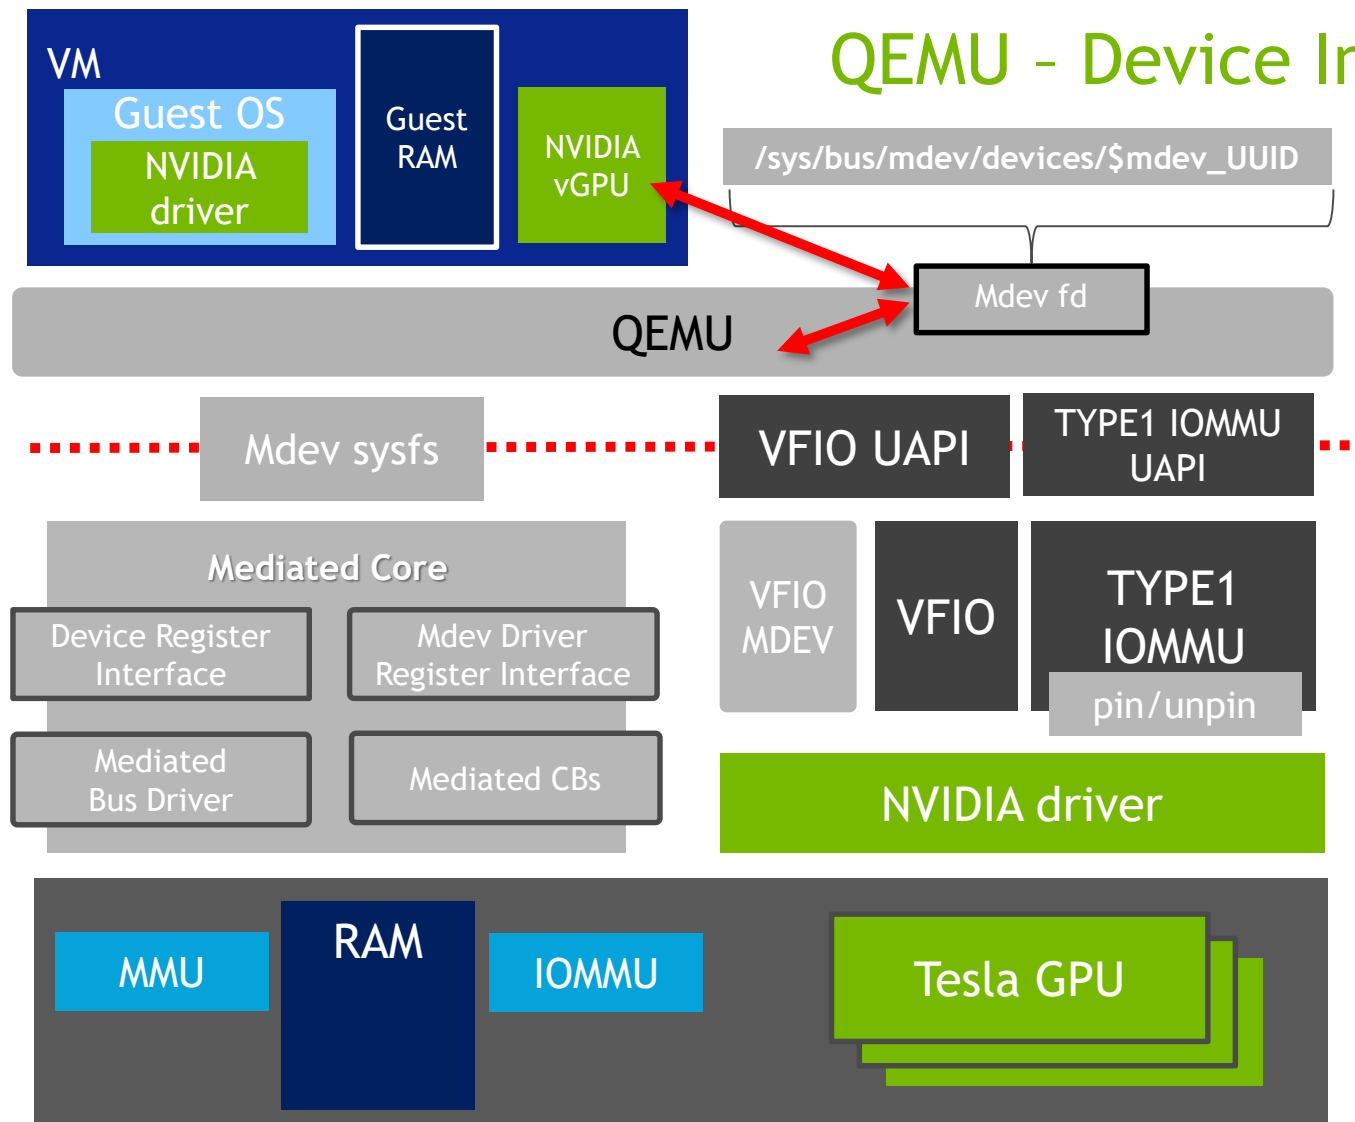 QEMU – Device
VM
Guest OS
NVIDIA
driver
Guest
RAM
NVIDIA
vGPU
/sys/bus/mdev/devices/$mdev_UUID
Mdev fd
QEMU
Mdev sysfs
VFIO UAPI
TYPE1 IOMMU
UAPI
Mediated Core
Device Register
Interface
Mdev Driver
Register Interface
Mediated
Bus Driver
Mediated CBs
VFIO
MDEV
VFIO
TYPE1
IOMMU
pin/unpin
NVIDIA driver
MMU
RAM
IOMMU
Tesla GPU